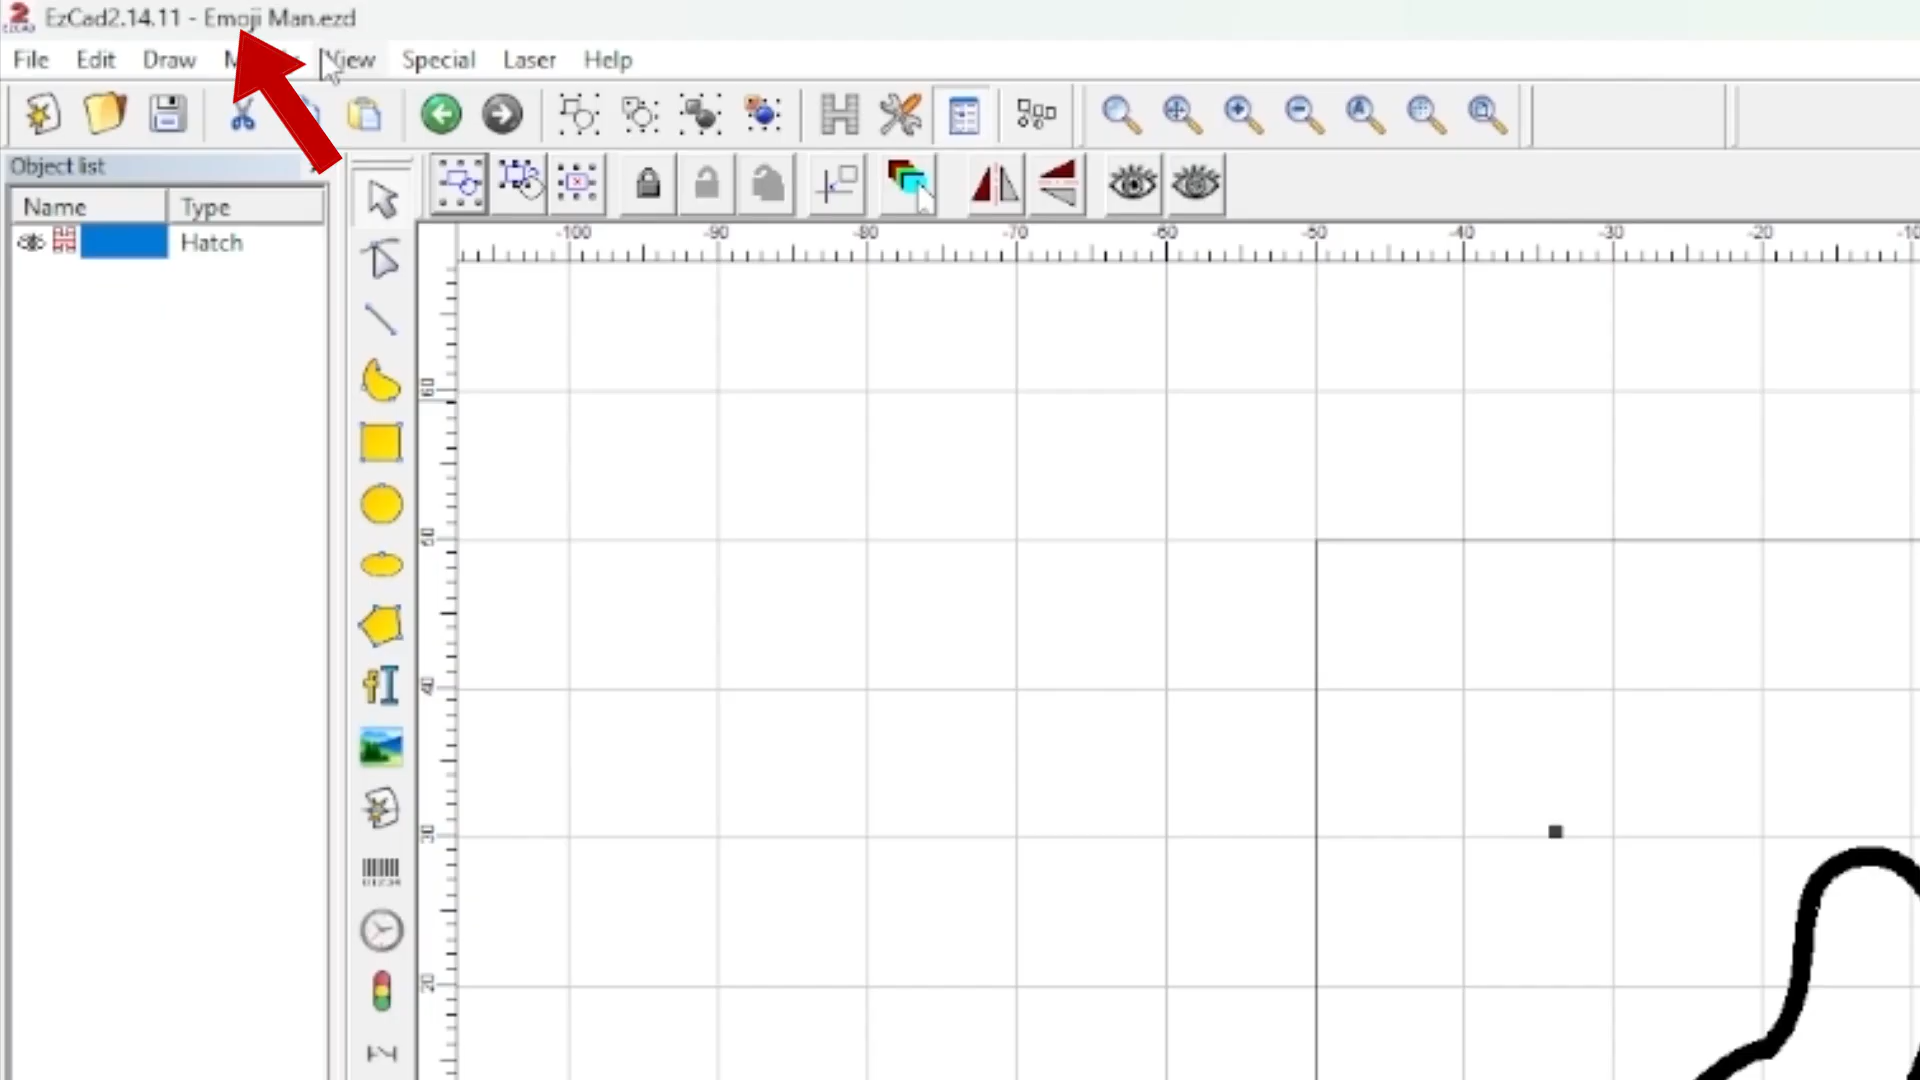 EzCad2.14.11 - Emoji Man.ezd
File Edit Draw View Special Laser Help
Object list
Name Type
Hatch
-100 -90 -80 -70 -60 -50 -40 -30 -20 -10
60
50
40
30
20